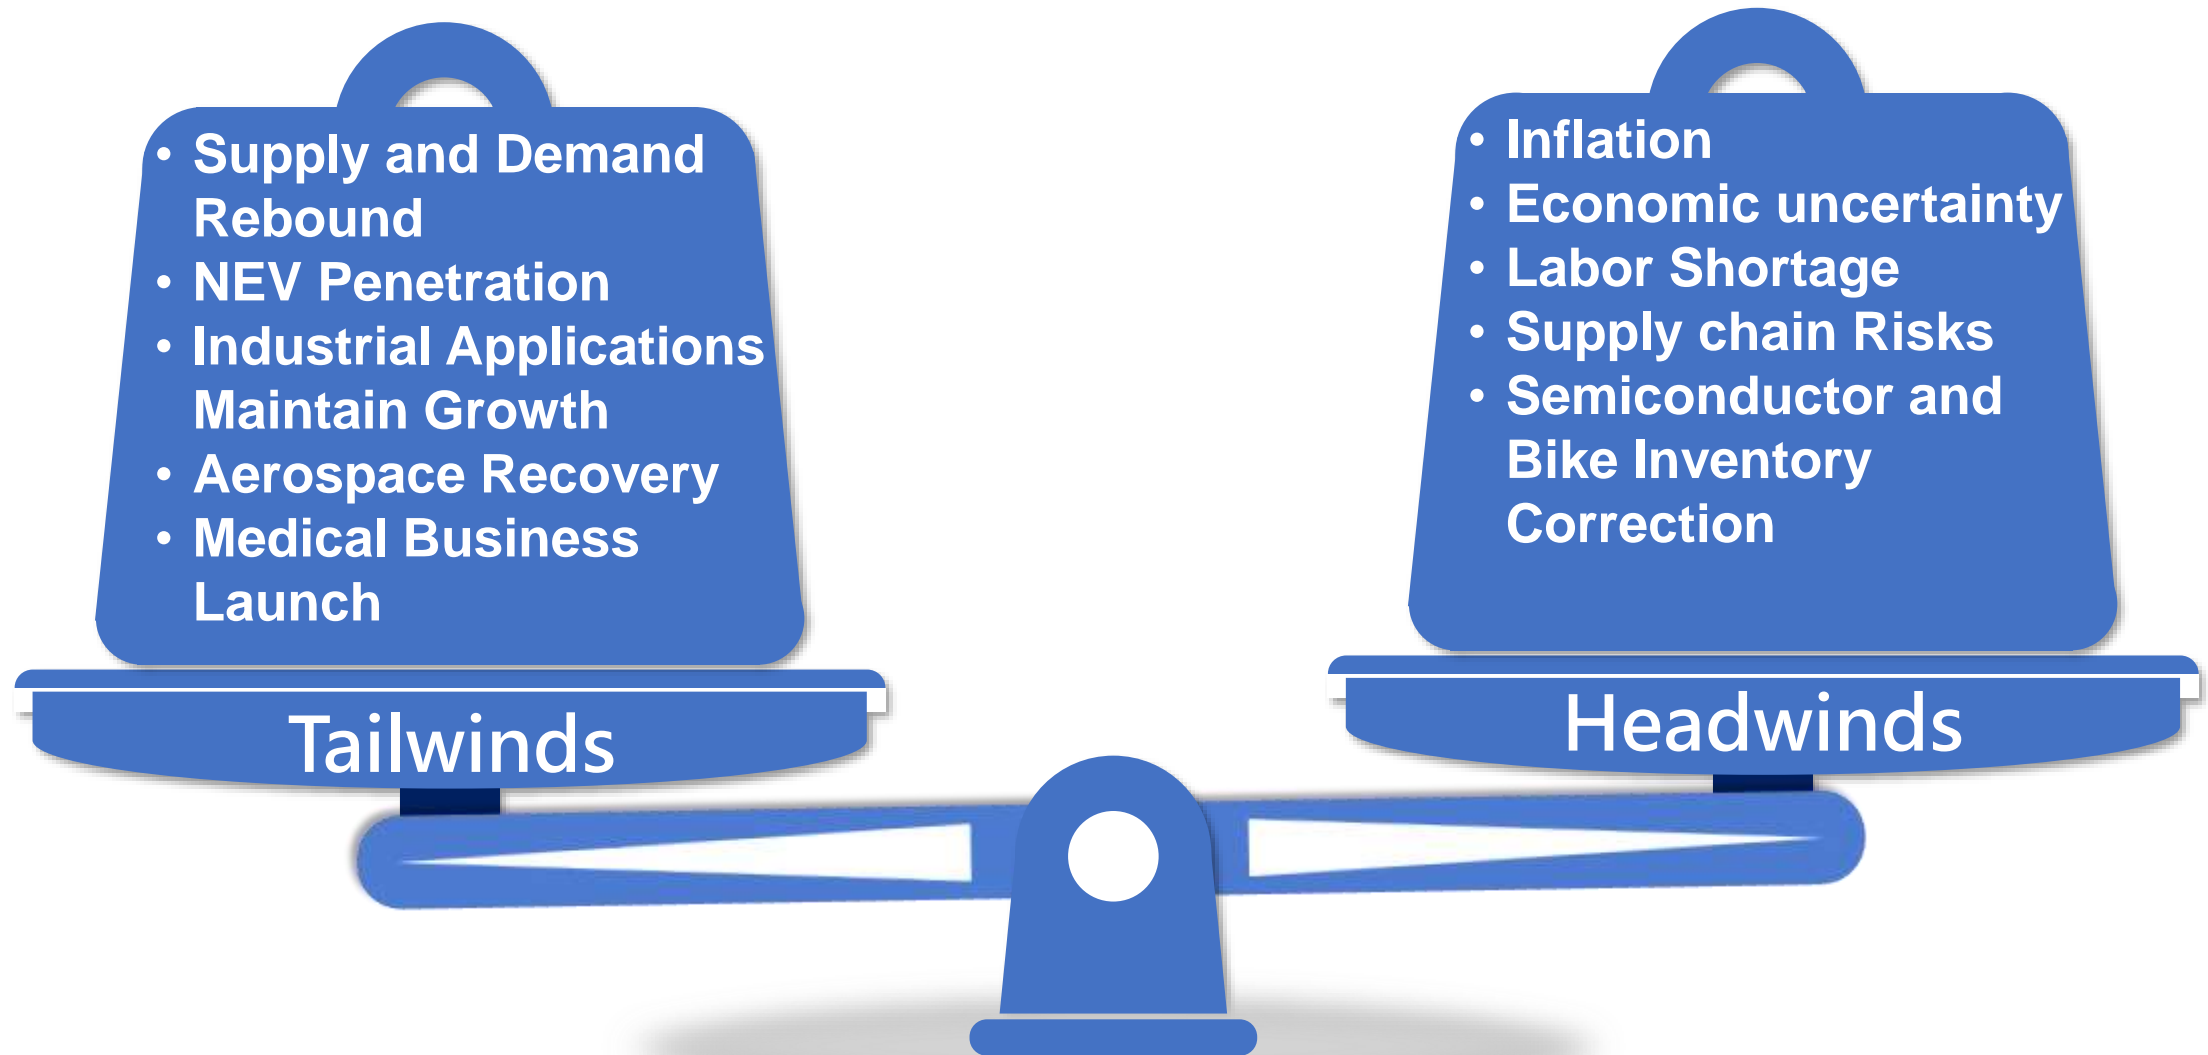 • Supply and Demand
Rebound
• NEV Penetration
• Industrial Applications
Maintain Growth
• Aerospace Recovery
• Medical Business
Launch
Tailwinds
• Inflation
• Economic uncertainty
• Labor Shortage
• Supply chain Risks
• Semiconductor and
Bike Inventory
Correction
Headwinds